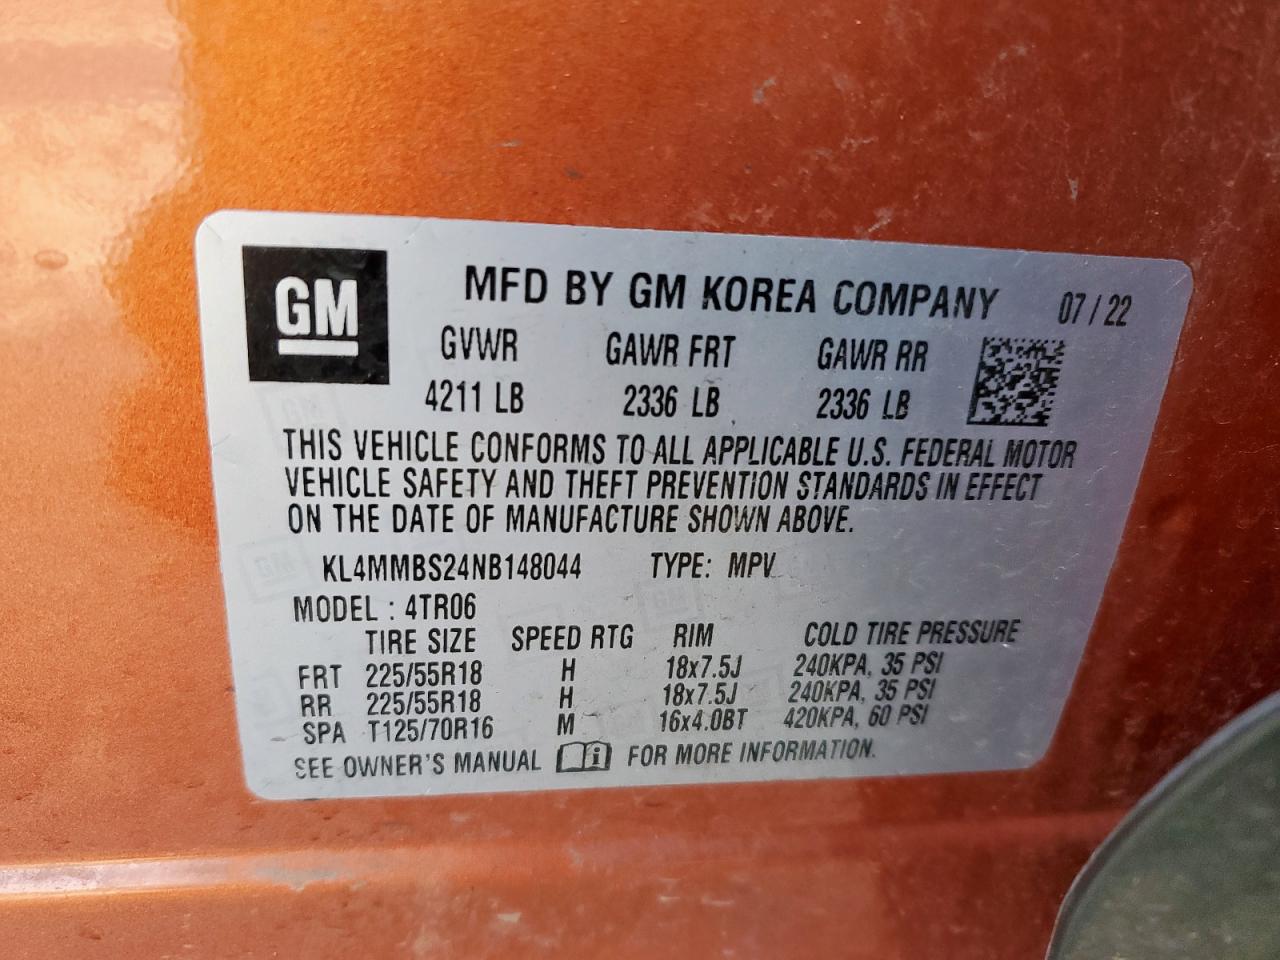 GM
MFD BY GM KOREA COMPANY 07 / 22
GVWR GAWR FRT GAWR RR
4211 LB 2336 LB 2336 LB
THIS VEHICLE CONFORMS TO ALL APPLICABLE U.S. FEDERAL MOTOR
VEHICLE SAFETY AND THEFT PREVENTION STANDARDS IN EFFECT
ON THE DATE OF MANUFACTURE SHOWN ABOVE.
KL4MMBS24NB148044 TYPE: MPV
MODEL : 4TR06
TIRE SIZE SPEED RTG RIM COLD TIRE PRESSURE
FRT 225/55R18 H 18x7.5J 240KPA, 35 PSI
RR 225/55R18 H 18x7.5J 240KPA, 35 PSI
SPA T125/70R16 M 16x4.0BT 420KPA, 60 PSI
SEE OWNER'S MANUAL FOR MORE INFORMATION.